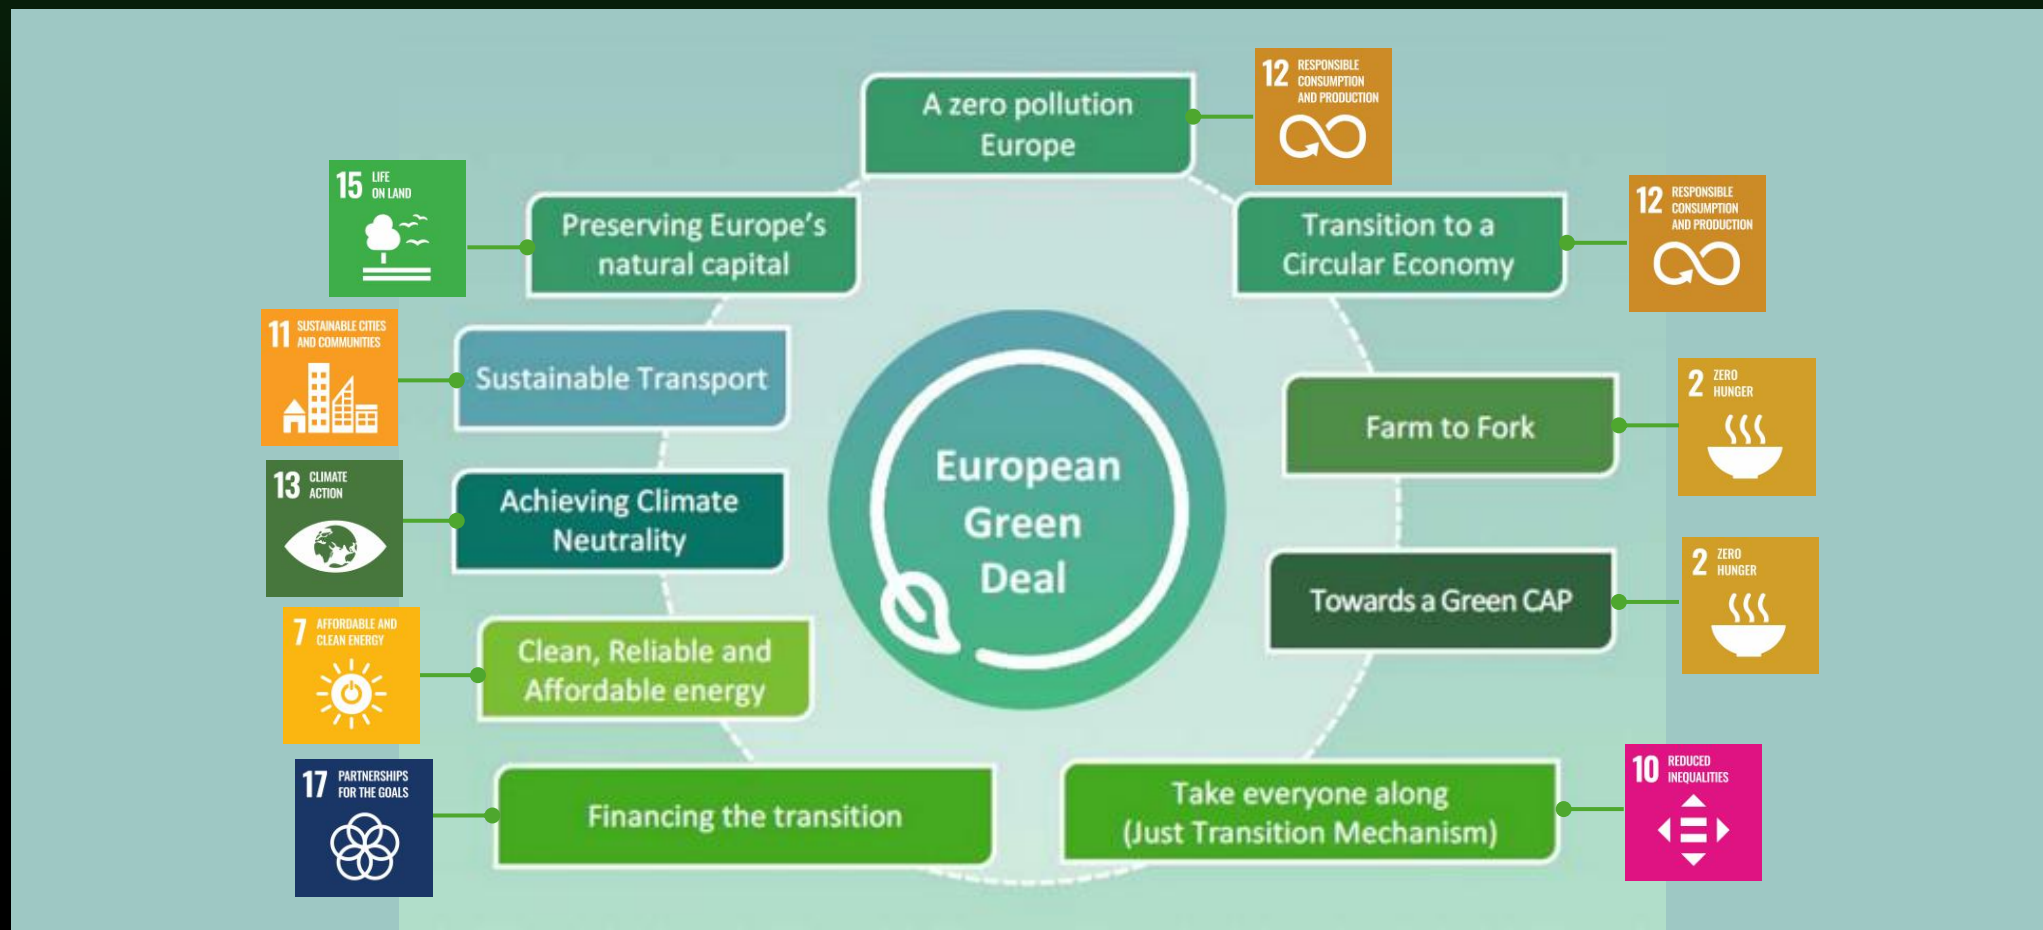 A zero pollution
Europe
12 RESPONSIBLE
CONSUMPTION
AND PRODUCTION
15 LIFE
ON LAND
Preserving Europe's
natural capital
Transition to a
Circular Economy
12 RESPONSIBLE
CONSUMPTION
AND PRODUCTION
11 SUSTAINABLE CITIES
AND COMMUNITIES
Sustainable Transport
Farm to Fork
2 ZERO
HUNGER
European
Green
Deal
13 CLIMATE
ACTION
Achieving Climate
Neutrality
Towards a Green CAP
2 ZERO
HUNGER
7 AFFORDABLE AND
CLEAN ENERGY
Clean, Reliable and
Affordable energy
17 PARTNERSHIPS
FOR THE GOALS
Financing the transition
Take everyone along
(Just Transition Mechanism)
10 REDUCED
INEQUALITIES